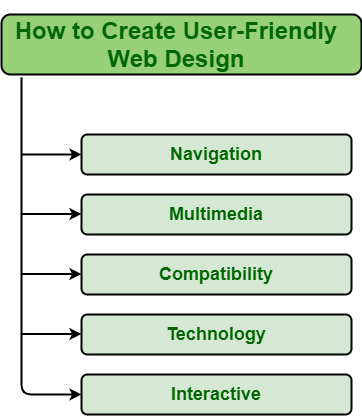 How to Create User-Friendly
Web Design
Navigation
Multimedia
Compatibility
Technology
Interactive